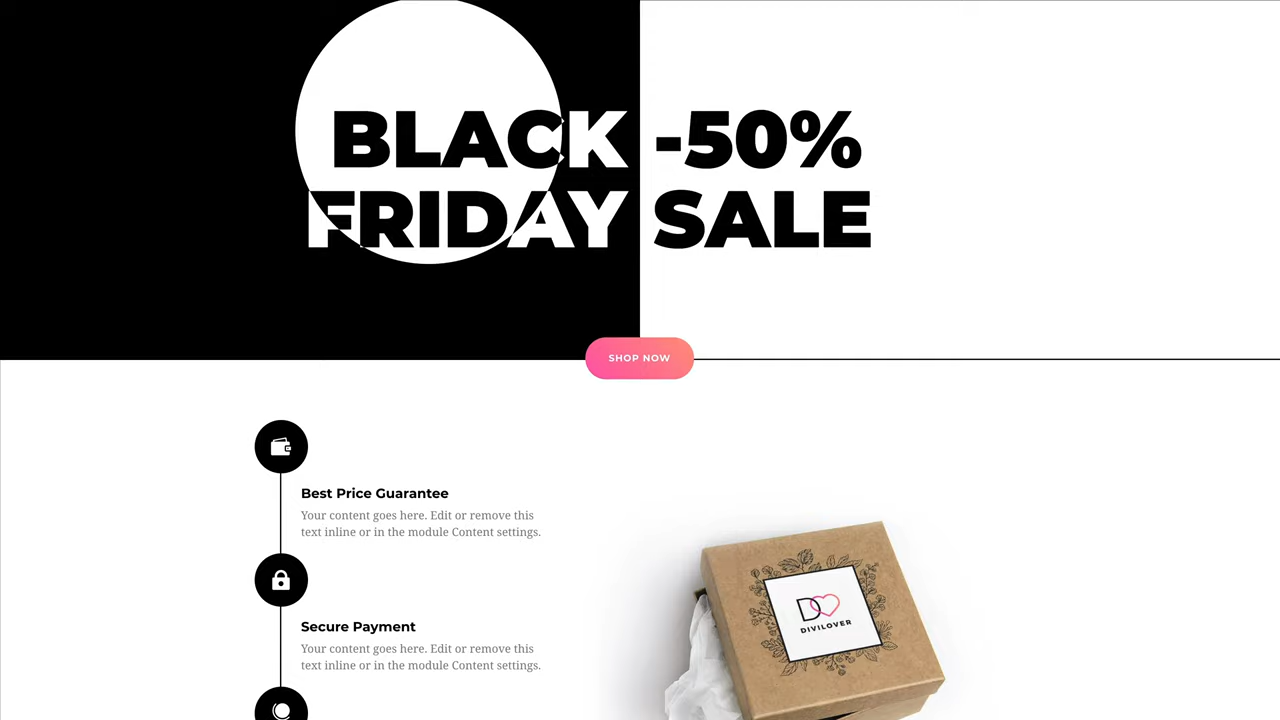 BLACK -50%
FRIDAY SALE
SHOP NOW
Best Price Guarantee
Your content goes here. Edit or remove this
text inline or in the module Content settings.
Secure Payment
Your content goes here. Edit or remove this
text inline or in the module Content settings.
D
DIVILOVER